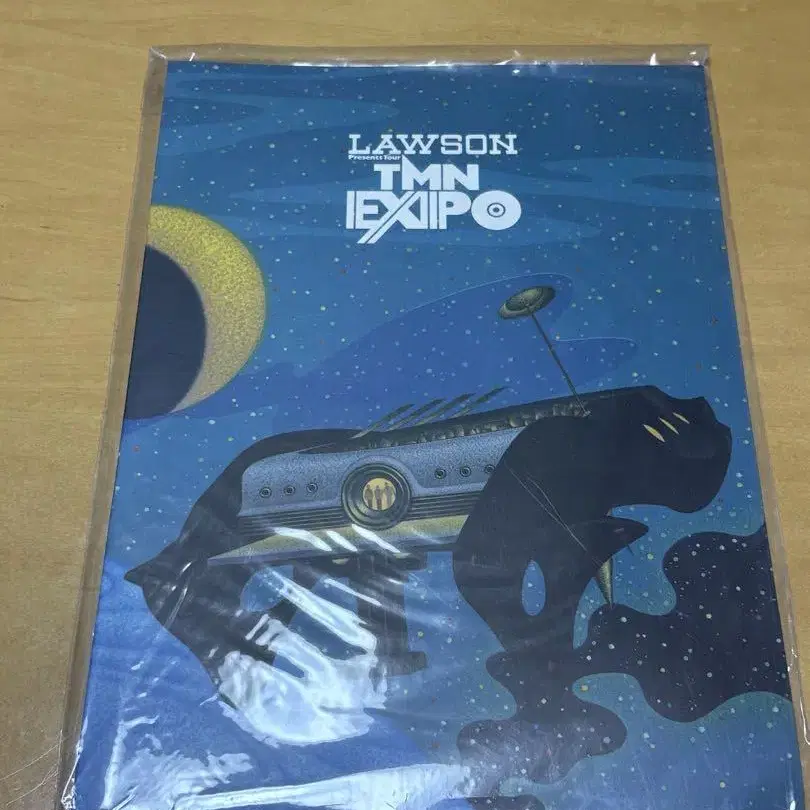 LAWSON
Presents Tour
TMN
EXPO